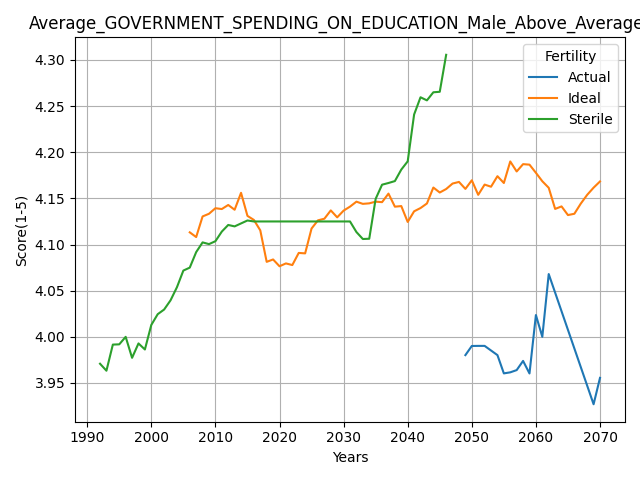 Average_GOVERNMENT_SPENDING_ON_EDUCATION_Male_Above_Average
Fertility
Actual
Ideal
Sterile
Score(1-5)
4.30
4.25
4.20
4.15
4.10
4.05
4.00
3.95
1990 2000 2010 2020 2030 2040 2050 2060 2070
Years